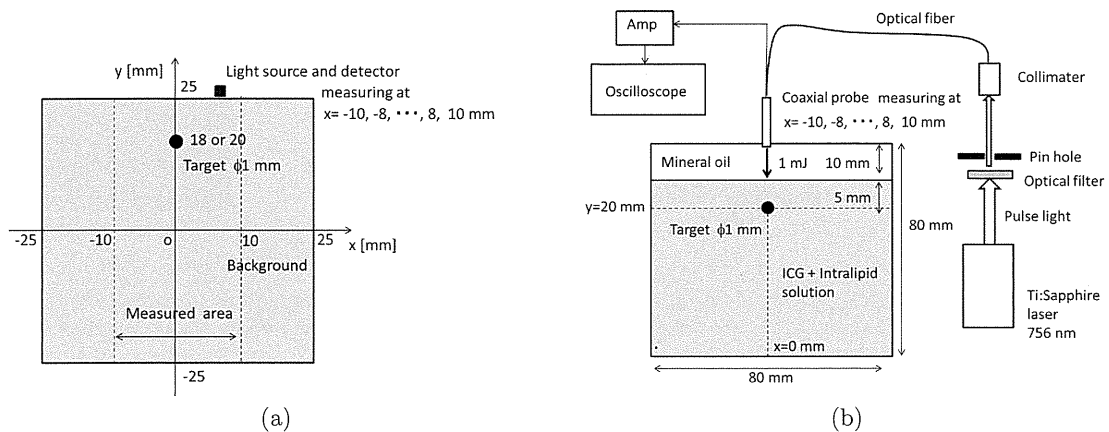 y [mm]
25
Light source and detector
measuring at
x= -10, -8, ･･･, 8, 10 mm
18 or 20
Target ϕ1 mm
-25
-10
o
10
25
x [mm]
Background
Measured area
-25
(a)
Amp
Oscilloscope
Optical fiber
Collimater
Coaxial probe measuring at
x= -10, -8, ･･･, 8, 10 mm
Mineral oil
1 mJ
10 mm
Pin hole
Optical filter
5 mm
y=20 mm
Target ϕ1 mm
80 mm
Pulse light
ICG + Intralipid
solution
Ti:Sapphire
laser
756 nm
x=0 mm
80 mm
(b)